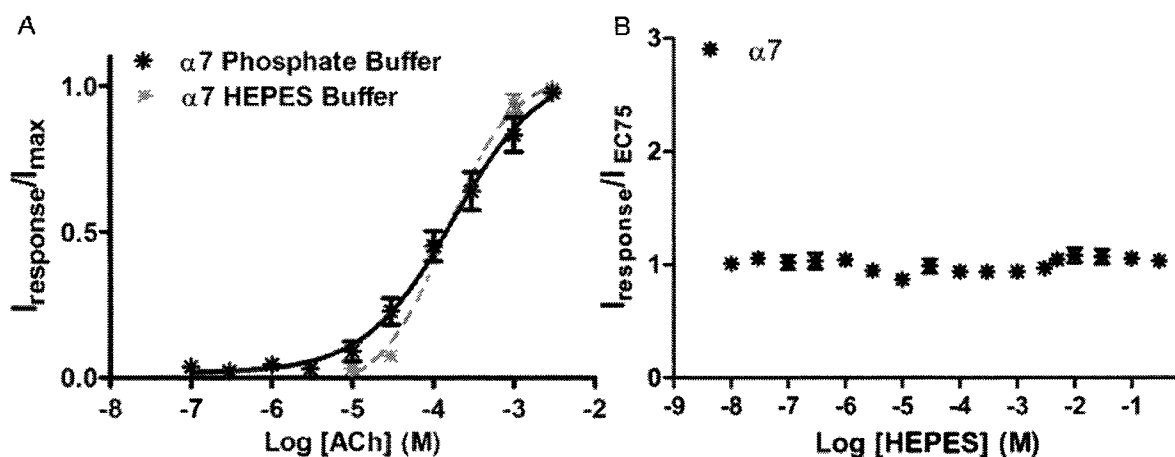 A
α7 Phosphate Buffer
α7 HEPES Buffer
1.0
0.5
0.0
Iresponse/Imax
-8 -7 -6 -5 -4 -3 -2
Log [ACh] (M)
B
α7
3
2
1
0
Iresponse/IEC75
-9 -8 -7 -6 -5 -4 -3 -2 -1
Log [HEPES] (M)